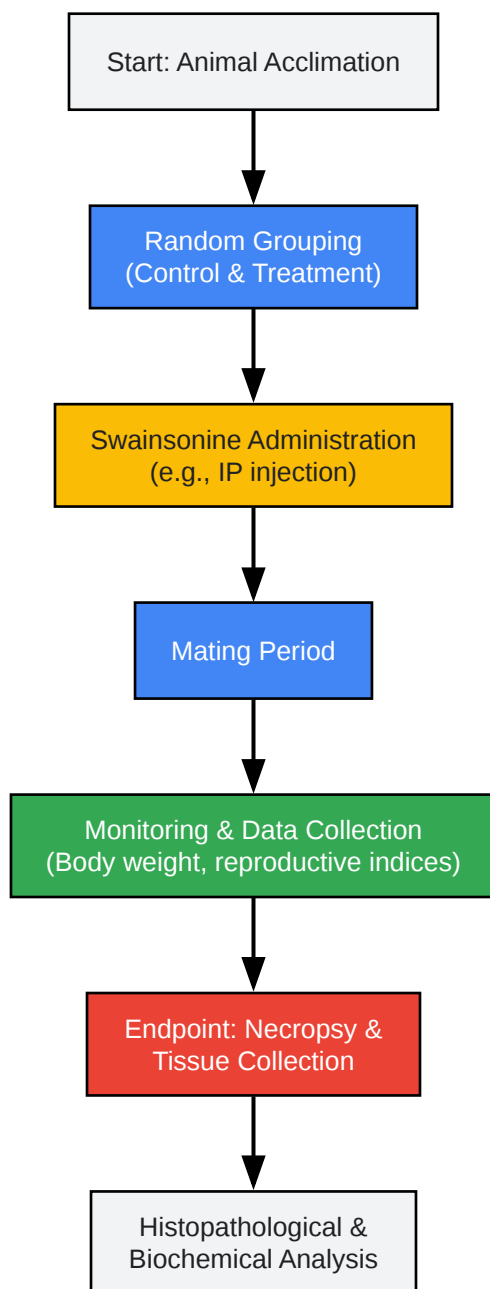 Start: Animal Acclimation
Random Grouping
(Control & Treatment)
Swainsonine Administration
(e.g., IP injection)
Mating Period
Monitoring & Data Collection
(Body weight, reproductive indices)
Endpoint: Necropsy &
Tissue Collection
Histopathological &
Biochemical Analysis